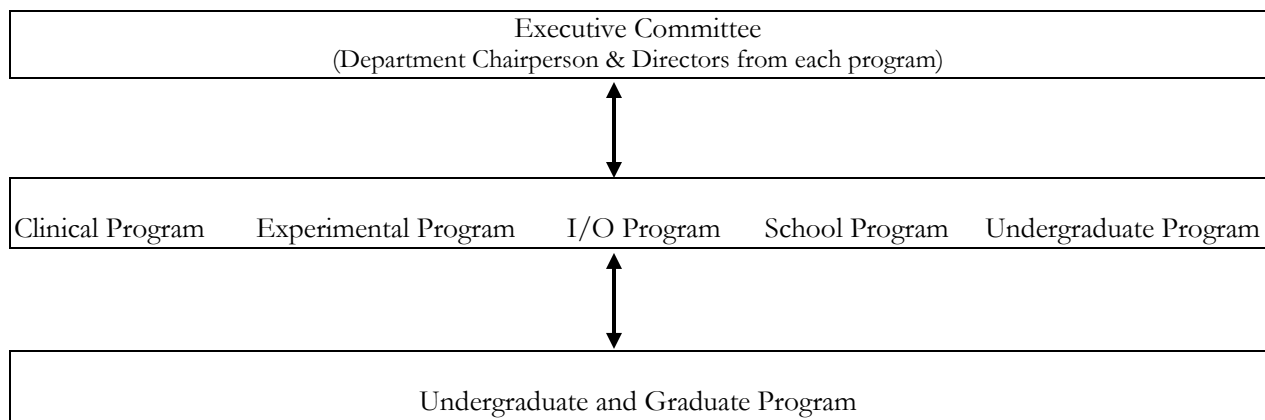 Executive Committee
(Department Chairperson & Directors from each program)
Clinical Program Experimental Program I/O Program School Program Undergraduate Program
Undergraduate and Graduate Program